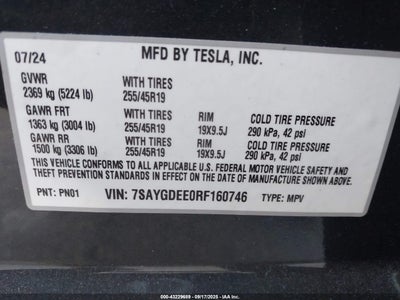 07/24 MFD BY TESLA, INC.
GVWR
2369 kg (5224 lb) WITH TIRES 255/45R19
GAWR FRT
1363 kg (3004 lb) WITH TIRES 255/45R19 RIM 19X9.5J COLD TIRE PRESSURE 290 kPa, 42 psi
GAWR RR
1500 kg (3306 lb) WITH TIRES 255/45R19 RIM 19X9.5J COLD TIRE PRESSURE 290 kPa, 42 psi
THIS VEHICLE CONFORMS TO ALL APPLICABLE U.S. FEDERAL MOTOR VEHICLE SAFETY AND
THEFT PREVENTION STANDARDS IN EFFECT ON THE DATE OF MANUFACTURE SHOWN ABOVE.
PNT: PN01 VIN: 7SAYGDEE0RF160746 TYPE: MPV
000-43229669 - 09/17/2025 - IAAI.COM